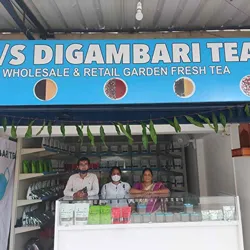 /S DIGAMBARI TEA
WHOLESALE & RETAIL GARDEN FRESH TEA